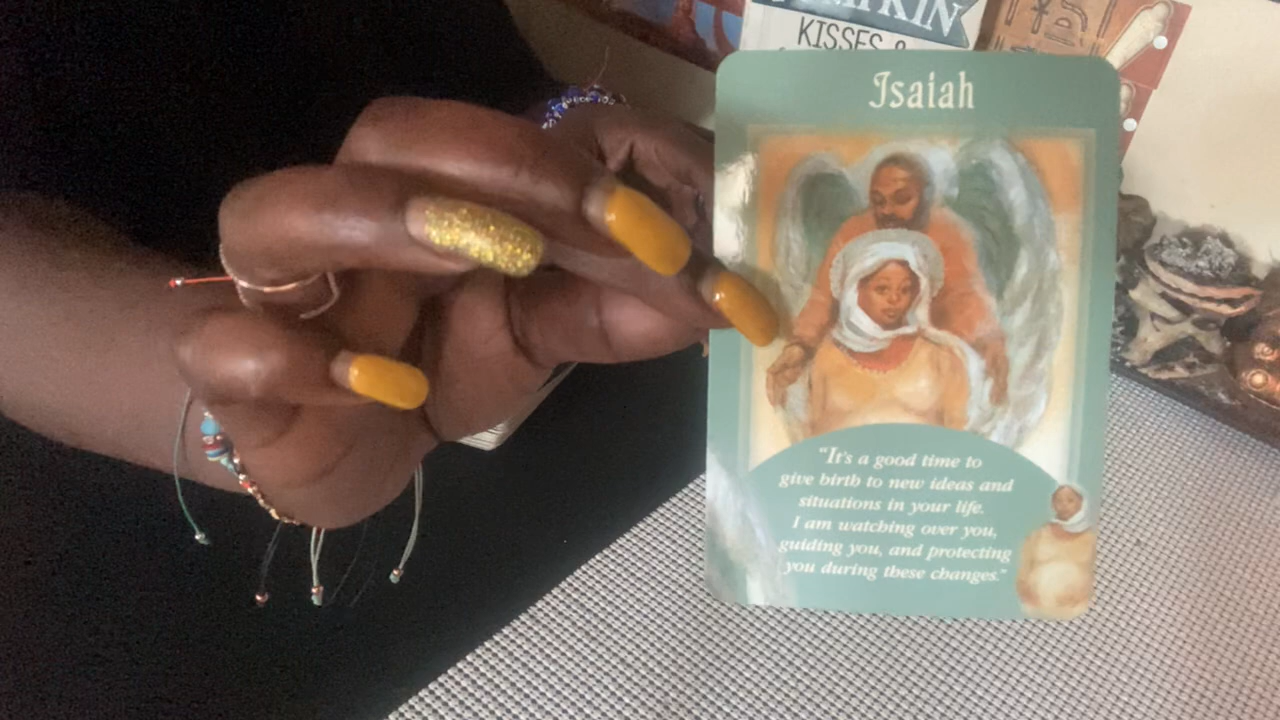 KISSES &
Isaiah
"It's a good time to
give birth to new ideas and
situations in your life.
I am watching over you,
guiding you, and protecting
you during these changes."